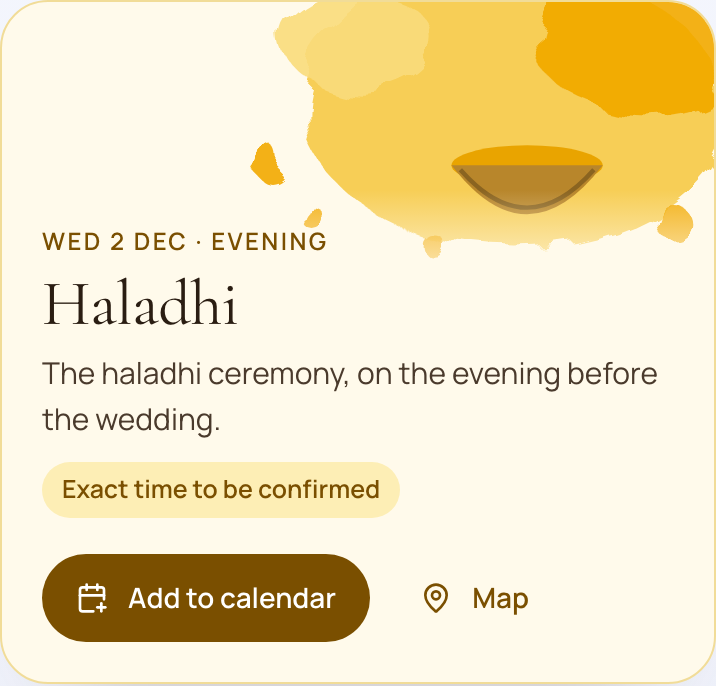 WED 2 DEC · EVENING
Haladhi
The haladhi ceremony, on the evening before
the wedding.
Exact time to be confirmed
Add to calendar
Map